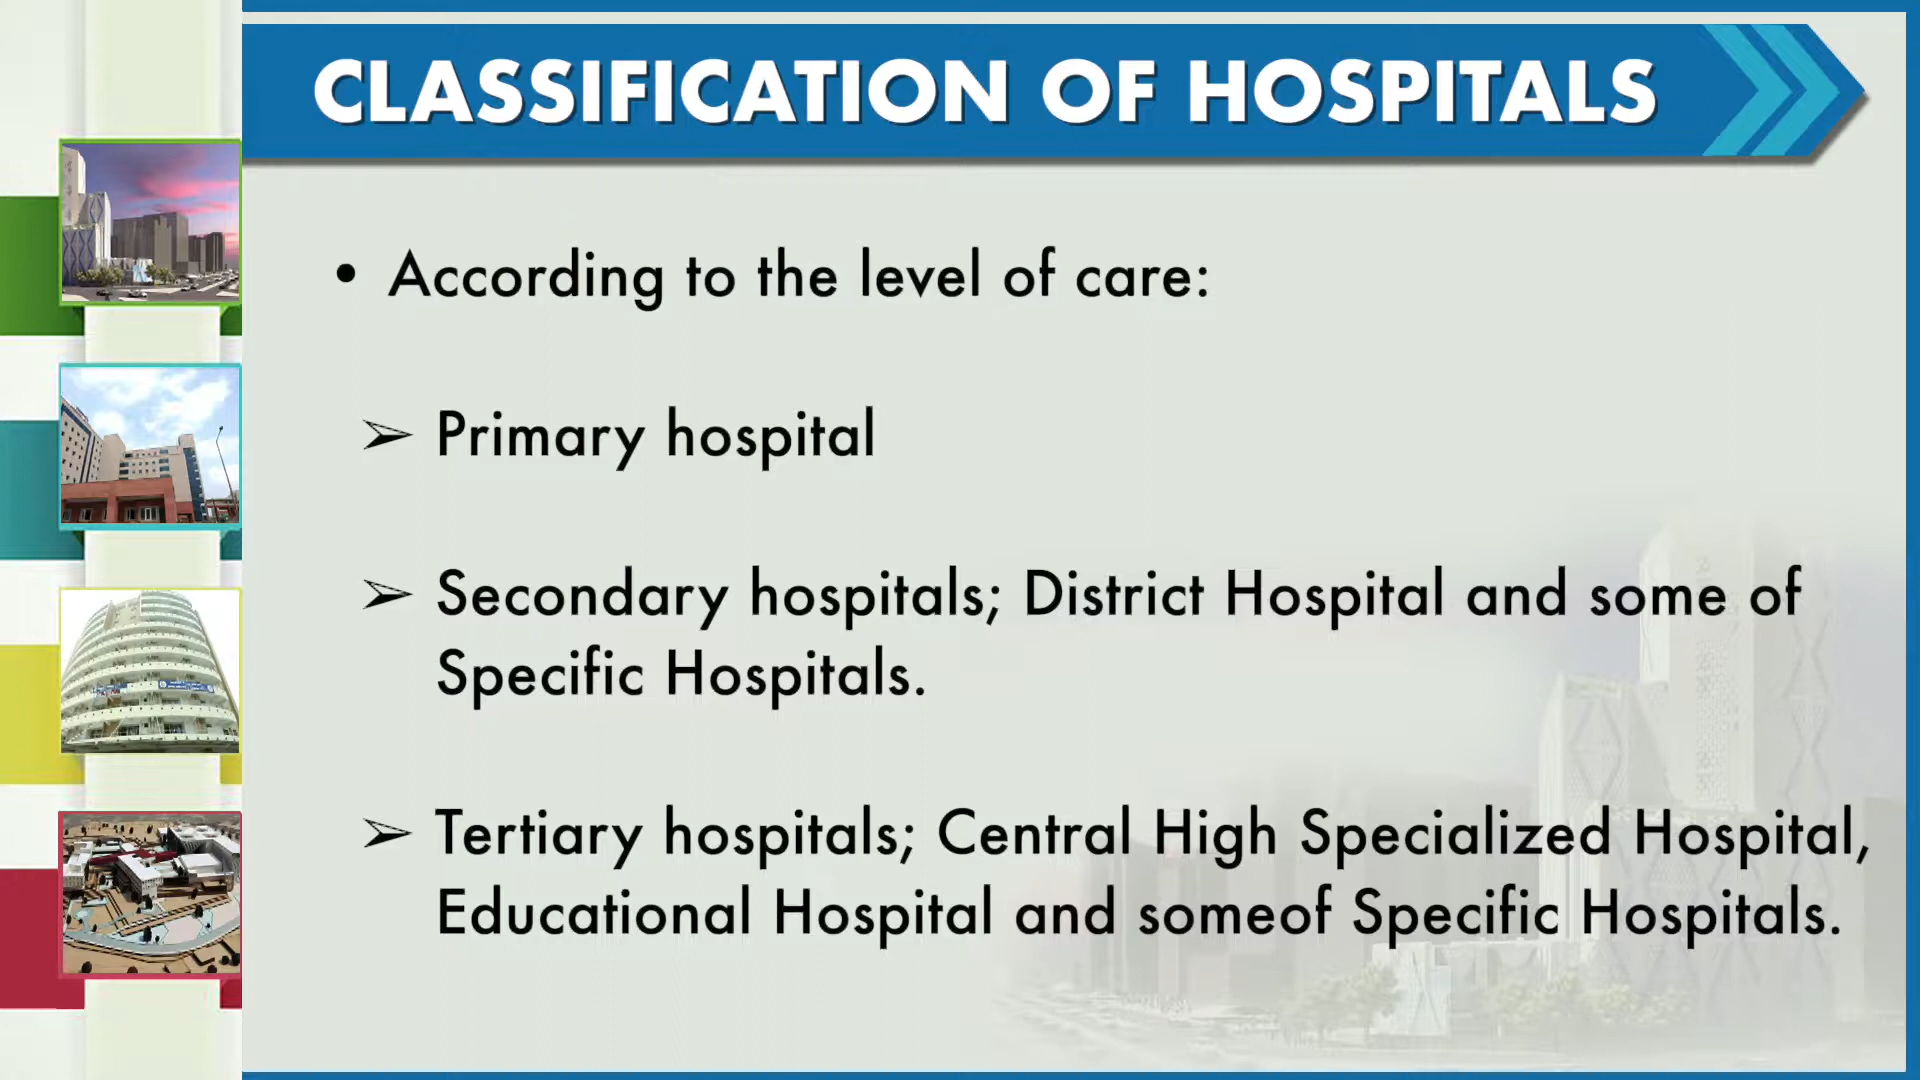 CLASSIFICATION OF HOSPITALS
• According to the level of care:
➢ Primary hospital
➢ Secondary hospitals; District Hospital and some of
Specific Hospitals.
➢ Tertiary hospitals; Central High Specialized Hospital,
Educational Hospital and someof Specific Hospitals.